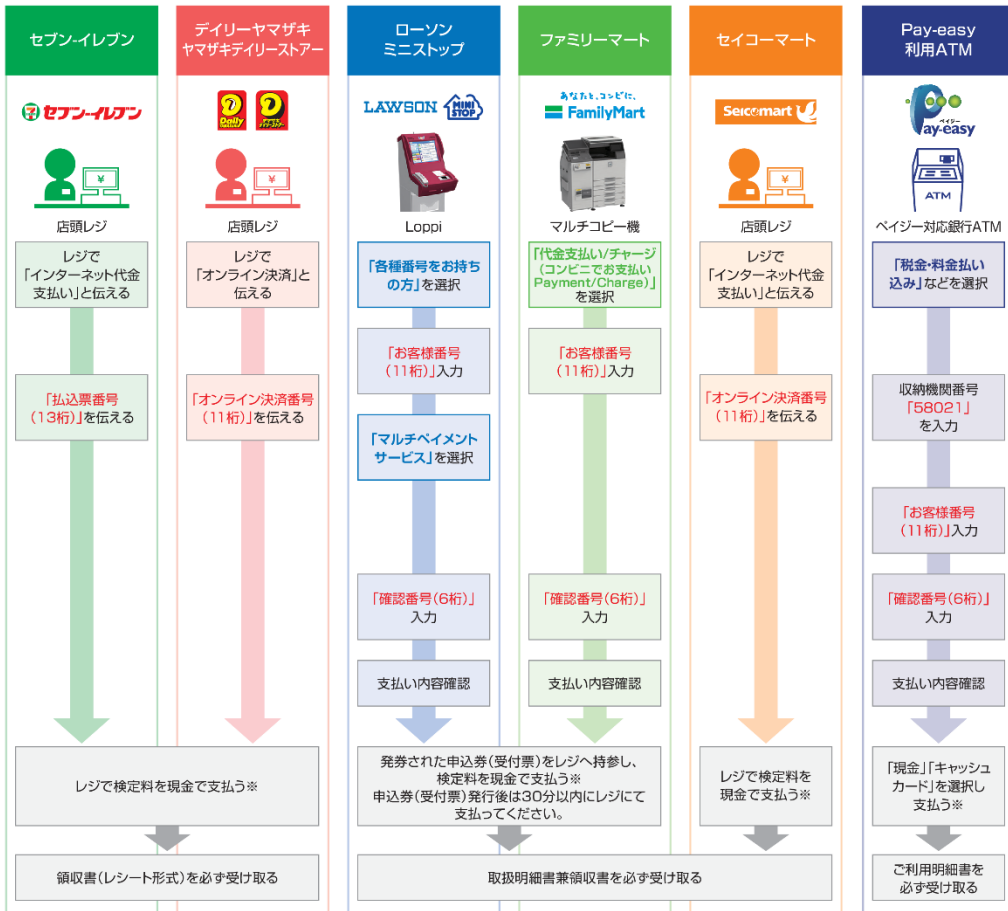 セブン-イレブン
デイリーヤマザキ
ヤマザキデイリーストアー
ローソン
ミニストップ
ファミリーマート
セイコーマート
Pay-easy
利用ATM
セブン-イレブン
Daily
LAWSON
MINI
STOP
あなたと、コンビに、
FamilyMart
Seicomart
ペイジー
Pay-easy
¥
¥
¥
ATM
店頭レジ
店頭レジ
Loppi
マルチコピー機
店頭レジ
ペイジー対応銀行ATM
レジで
「インターネット代金
支払い」と伝える
レジで
「オンライン決済」と
伝える
「各種番号をお持ち
の方」を選択
「代金支払い/チャージ
(コンビニでお支払い
Payment/Charge)」
を選択
レジで
「インターネット代金
支払い」と伝える
「税金・料金払い
込み」などを選択
「お客様番号
(11桁)」入力
「お客様番号
(11桁)」入力
「払込票番号
(13桁)」を伝える
「オンライン決済番号
(11桁)」を伝える
「マルチペイメント
サービス」を選択
「オンライン決済番号
(11桁)」を伝える
収納機関番号
「58021」
を入力
「お客様番号
(11桁)」入力
「確認番号(6桁)」
入力
「確認番号(6桁)」
入力
「確認番号(6桁)」
入力
支払い内容確認
支払い内容確認
支払い内容確認
レジで検定料を現金で支払う※
発券された申込券(受付票)をレジへ持参し、
検定料を現金で支払う※
申込券(受付票)発行後は30分以内にレジにて
支払ってください。
レジで検定料を
現金で支払う※
「現金」「キャッシュ
カード」を選択し
支払う※
領収書(レシート形式)を必ず受け取る
取扱明細書兼領収書を必ず受け取る
ご利用明細書を
必ず受け取る